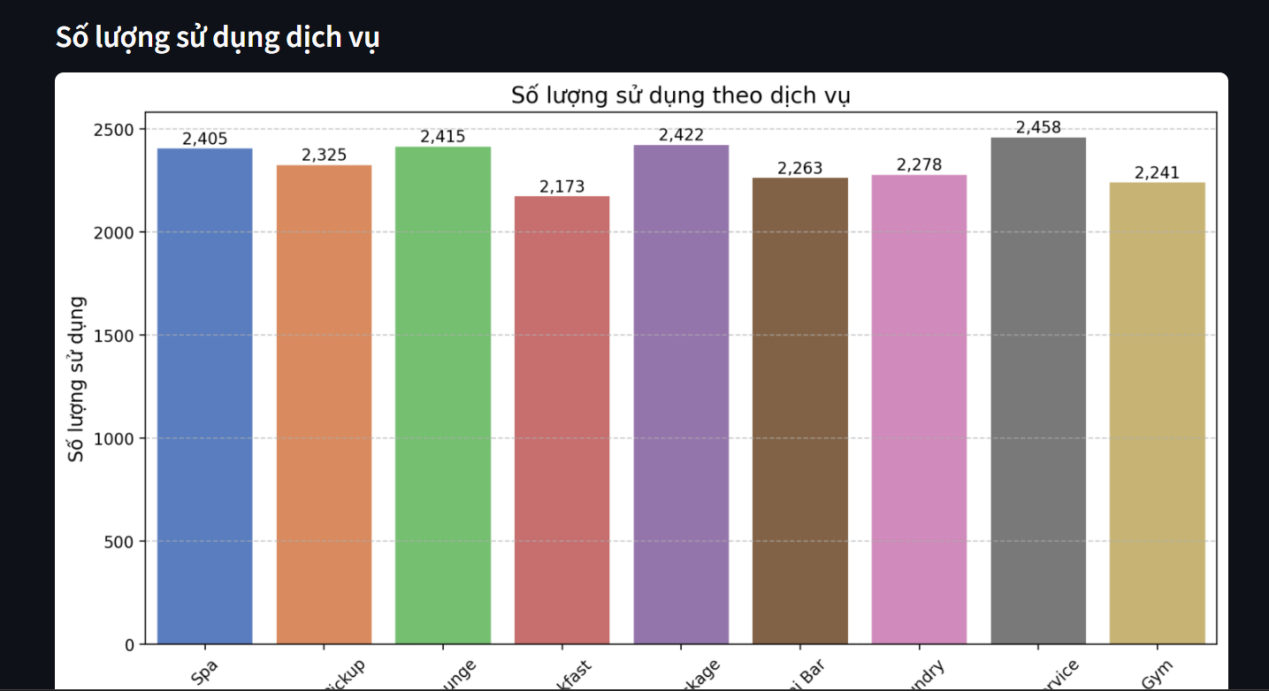 Số lượng sử dụng dịch vụ
Số lượng sử dụng theo dịch vụ
Số lượng sử dụng
2500
2000
1500
1000
500
0
2,405
2,325
2,415
2,173
2,422
2,263
2,278
2,458
2,241
Spa
Bar
Gym